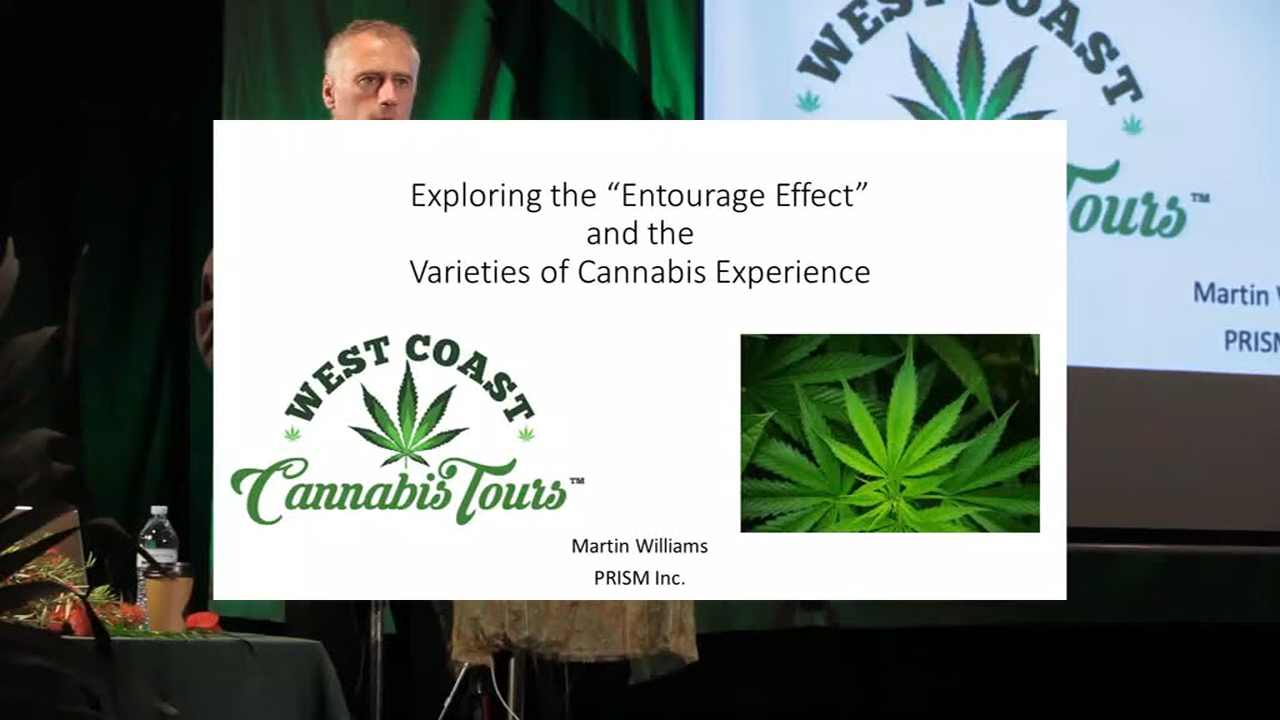 Exploring the “Entourage Effect”
and the
Varieties of Cannabis Experience
WEST COAST
Cannabis Tours™
Martin Williams
PRISM Inc.
WEST COAST
Tours™
Martin
PRISM